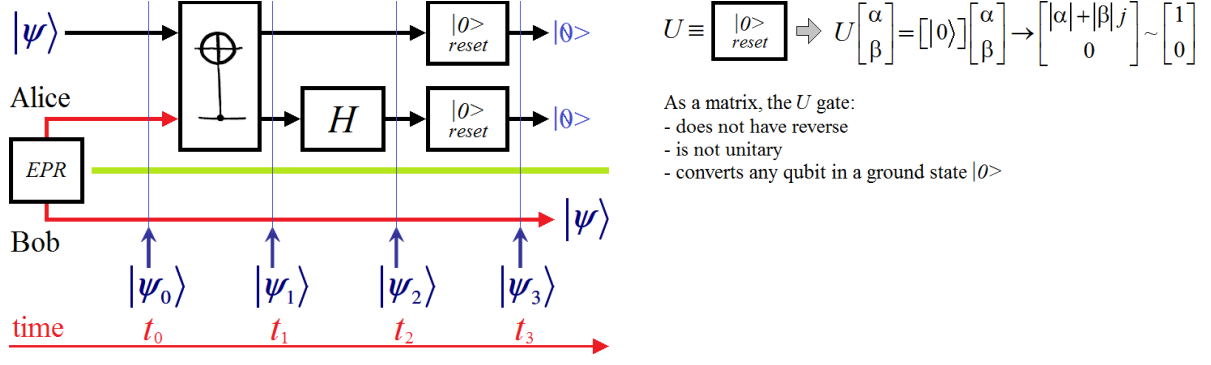 |ψ⟩
|0>
reset
|0⟩
Alice
H
|0>
reset
|0⟩
EPR
Bob
|ψ⟩
|ψ₀⟩ |ψ₁⟩ |ψ₂⟩ |ψ₃⟩
time t₀ t₁ t₂ t₃
U ≡ |0> reset ⇨ U[α β] = [|0⟩][α β] → [|α|+|β|j 0] ~ [1 0]
As a matrix, the U gate:
- does not have reverse
- is not unitary
- converts any qubit in a ground state |0>